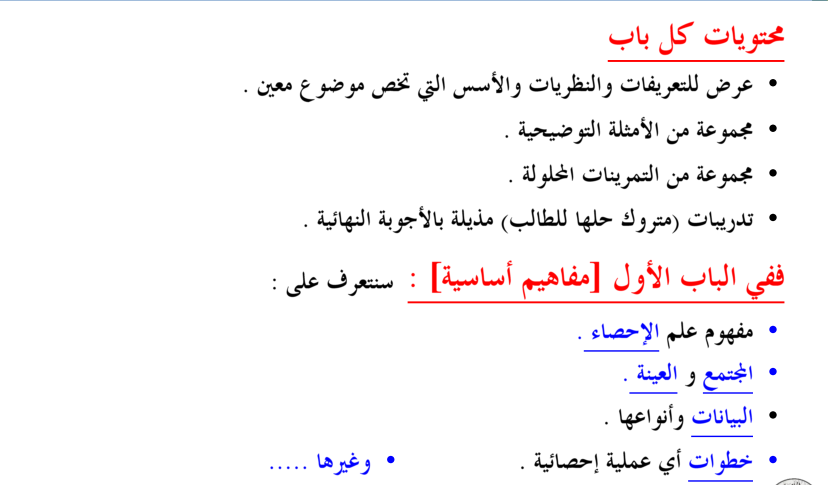 محتويات كل باب
• عرض للتعريفات والنظريات والأسس التي تخص موضوع معين .
• مجموعة من الأمثلة التوضيحية .
• مجموعة من التمرينات المحلولة .
• تدريبات (متروك حلها للطالب) مذيلة بالأجوبة النهائية .
ففي الباب الأول [مفاهيم أساسية] : سنتعرف على :
• مفهوم علم الإحصاء .
• المجتمع و العينة .
• البيانات وأنواعها .
• خطوات أي عملية إحصائية . • وغيرها .....